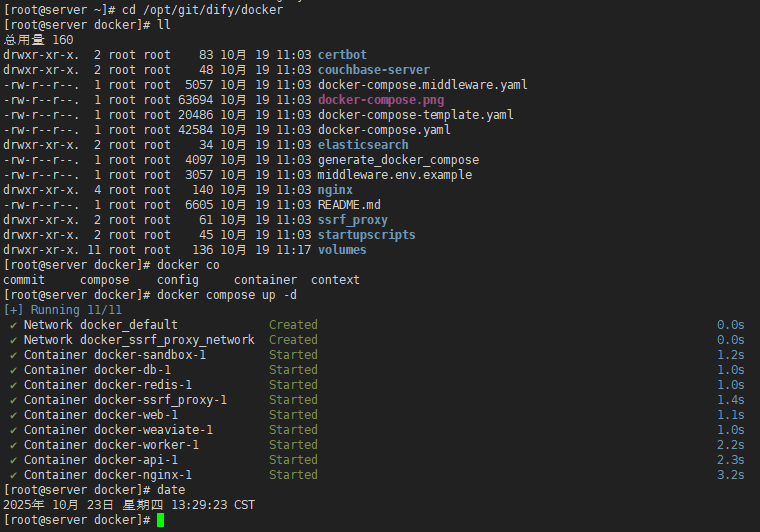 [root@server ~]# cd /opt/git/dify/docker
[root@server docker]# ll
总用量 160
drwxr-xr-x.  2 root root    83 10月 19 11:03 certbot
drwxr-xr-x.  2 root root    48 10月 19 11:03 couchbase-server
-rw-r--r--.  1 root root  5057 10月 19 11:03 docker-compose.middleware.yaml
-rw-r--r--.  1 root root 63694 10月 19 11:03 docker-compose.png
-rw-r--r--.  1 root root 20486 10月 19 11:03 docker-compose-template.yaml
-rw-r--r--.  1 root root 42584 10月 19 11:03 docker-compose.yaml
drwxr-xr-x.  2 root root    34 10月 19 11:03 elasticsearch
-rw-r--r--.  1 root root  4097 10月 19 11:03 generate_docker_compose
-rw-r--r--.  1 root root  3057 10月 19 11:03 middleware.env.example
drwxr-xr-x.  4 root root   140 10月 19 11:03 nginx
-rw-r--r--.  1 root root  6605 10月 19 11:03 README.md
drwxr-xr-x.  2 root root    61 10月 19 11:03 ssrf_proxy
drwxr-xr-x.  2 root root    45 10月 19 11:03 startupscripts
drwxr-xr-x. 11 root root   136 10月 19 11:17 volumes
[root@server docker]# docker co
commit     compose    config     container  context
[root@server docker]# docker compose up -d
[+] Running 11/11
 ✔ Network docker_default             Created 0.0s
 ✔ Network docker_ssrf_proxy_network  Created 0.0s
 ✔ Container docker-sandbox-1         Started 1.2s
 ✔ Container docker-db-1              Started 1.0s
 ✔ Container docker-redis-1           Started 1.0s
 ✔ Container docker-ssrf_proxy-1      Started 1.4s
 ✔ Container docker-web-1             Started 1.1s
 ✔ Container docker-weaviate-1        Started 1.0s
 ✔ Container docker-worker-1          Started 2.2s
 ✔ Container docker-api-1             Started 2.3s
 ✔ Container docker-nginx-1           Started 3.2s
[root@server docker]# date
2025年 10月 23日 星期四 13:29:23 CST
[root@server docker]#